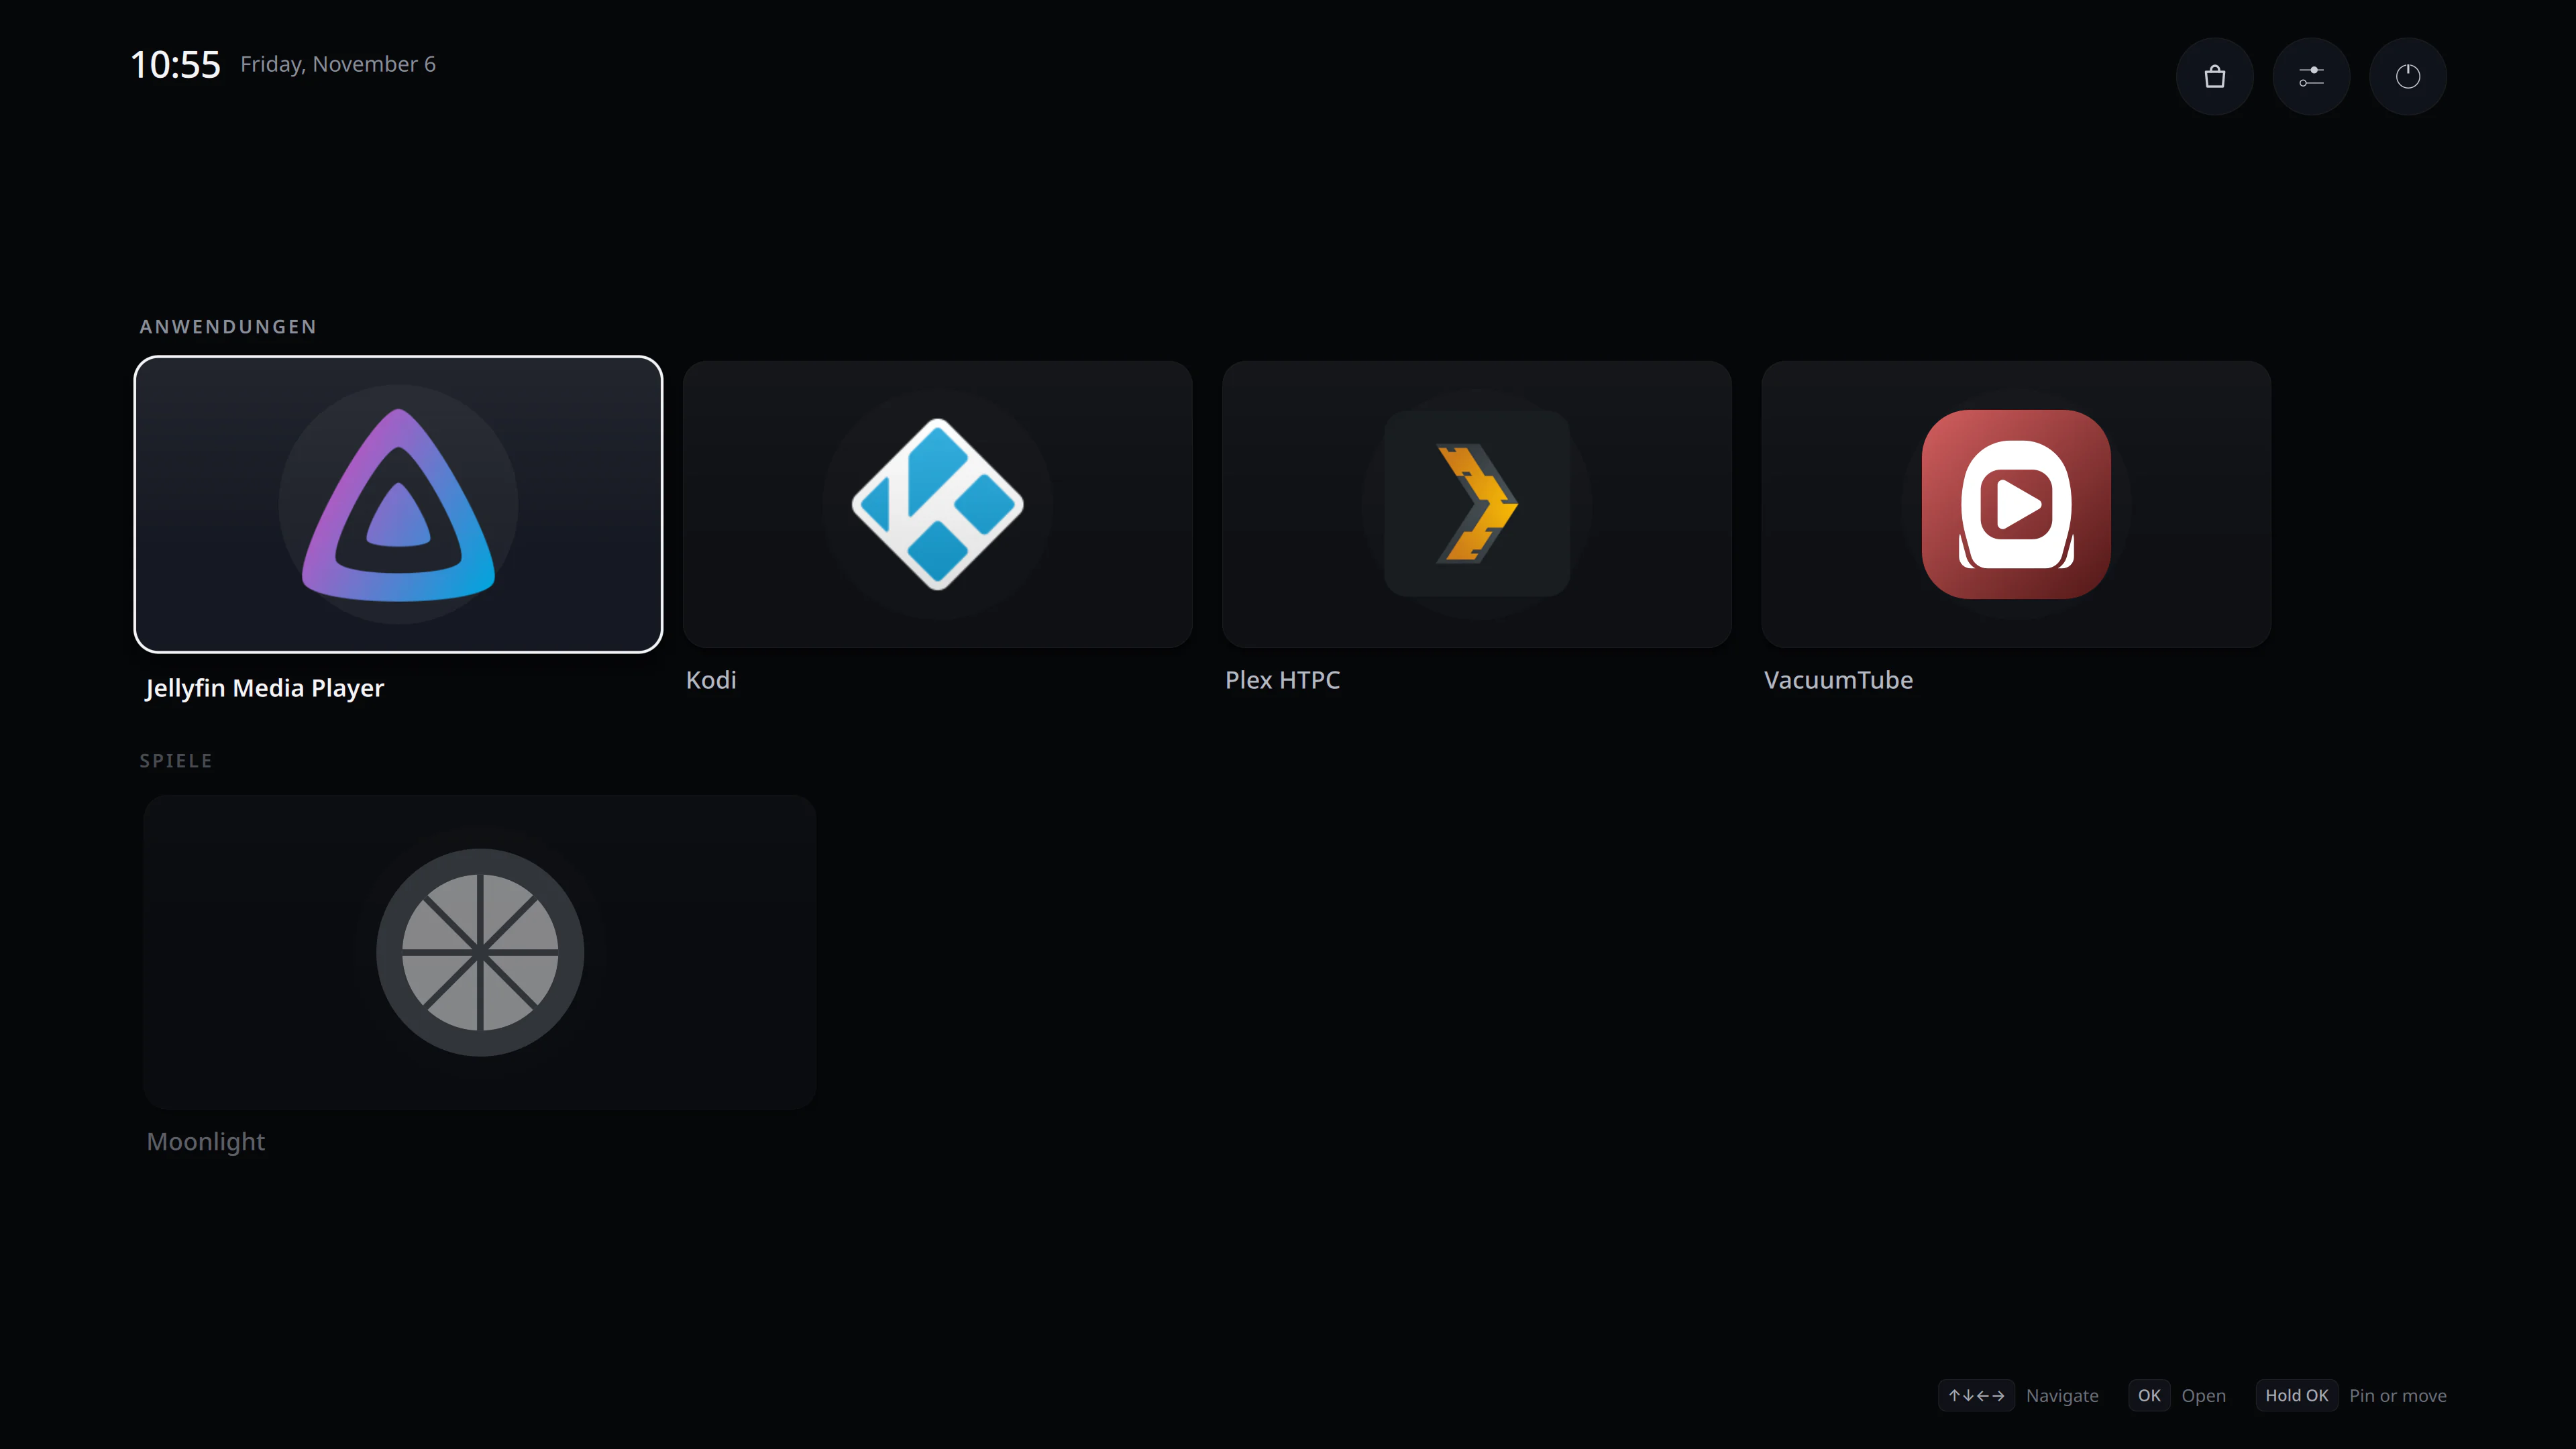 10:55 Friday, November 6
ANWENDUNGEN
Jellyfin Media Player
Kodi
Plex HTPC
VacuumTube
SPIELE
Moonlight
↑↓←→ Navigate OK Open Hold OK Pin or move